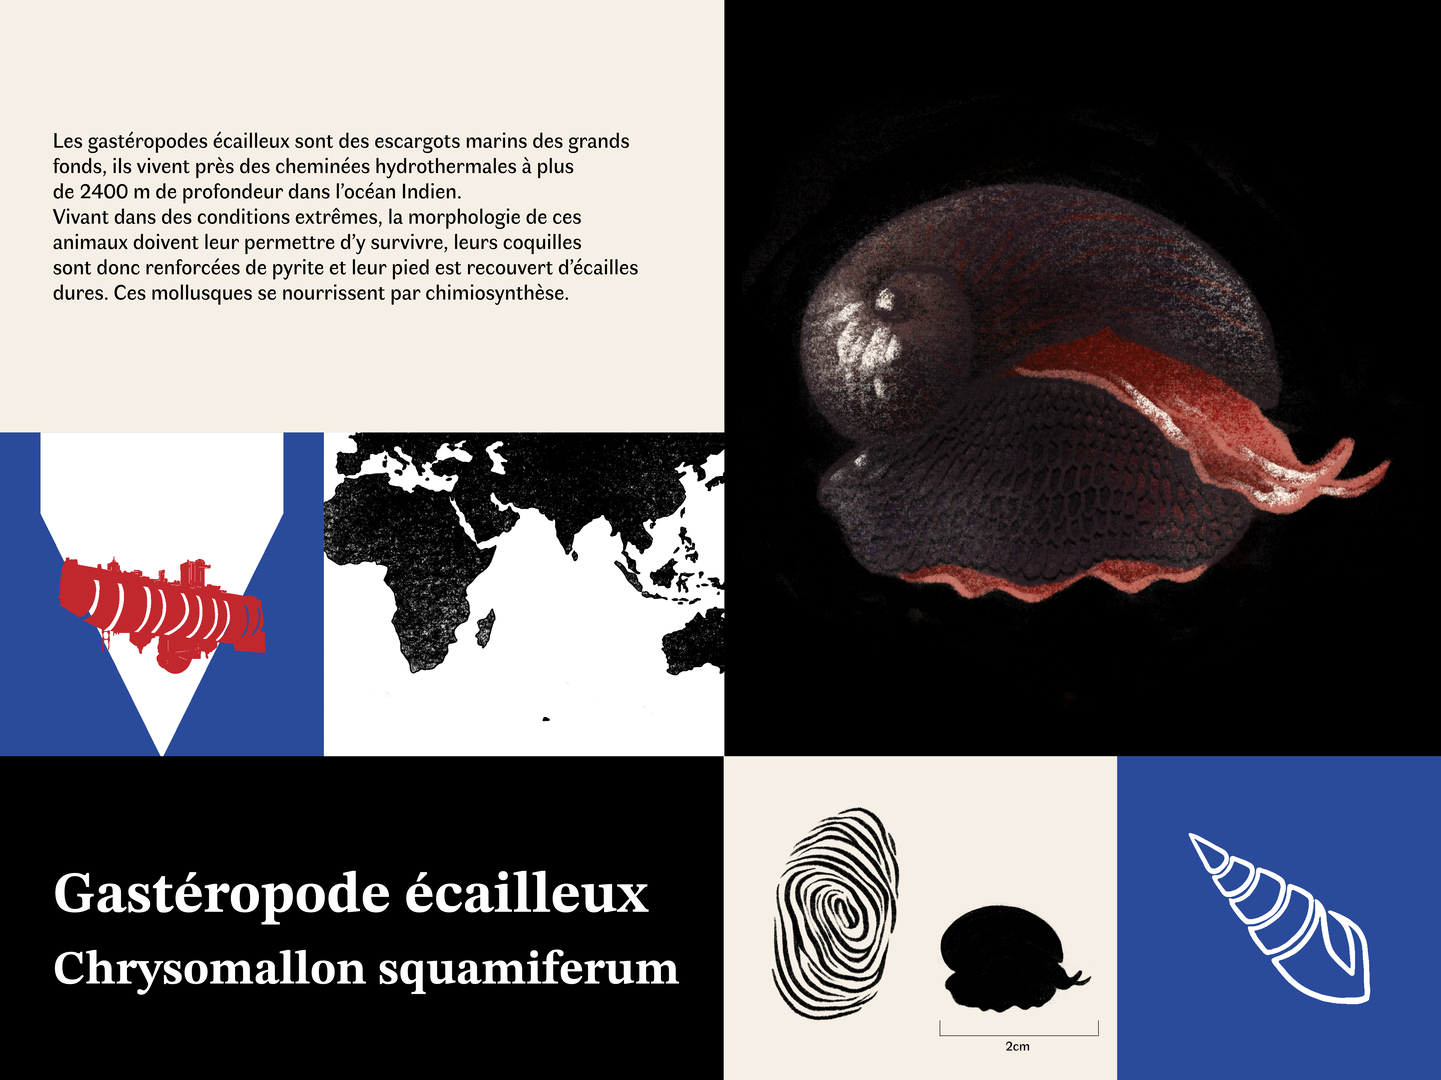 Les gastéropodes écailleux sont des escargots marins des grands
fonds, ils vivent près des cheminées hydrothermales à plus
de 2400 m de profondeur dans l’océan Indien.
Vivant dans des conditions extrêmes, la morphologie de ces
animaux doivent leur permettre d’y survivre, leurs coquilles
sont donc renforcées de pyrite et leur pied est recouvert d’écailles
dures. Ces mollusques se nourrissent par chimiosynthèse.
Gastéropode écailleux
Chrysomallon squamiferum
2cm